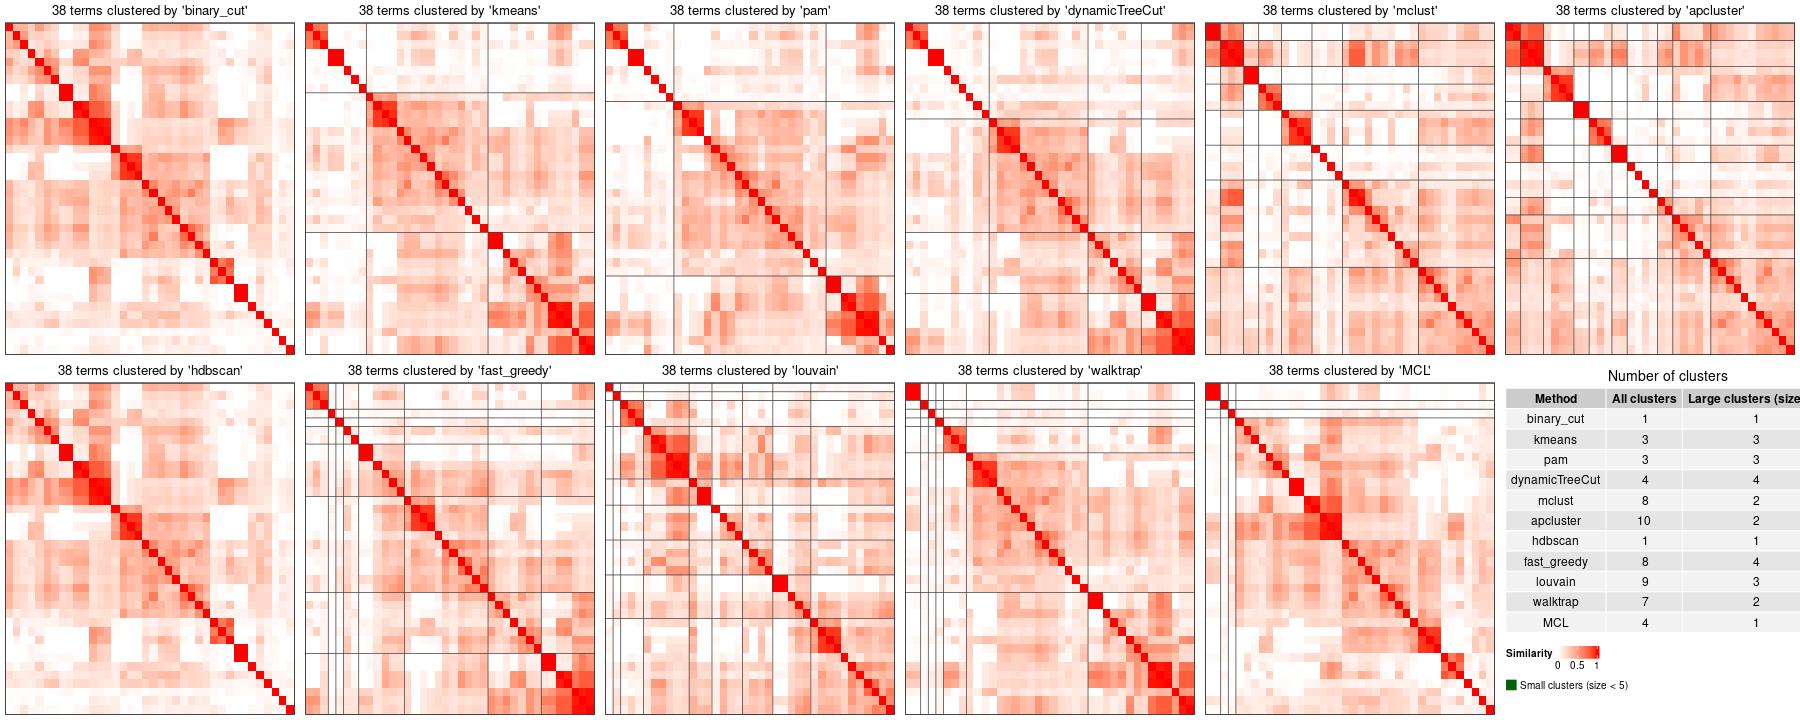 38 terms clustered by 'binary_cut'
38 terms clustered by 'kmeans'
38 terms clustered by 'pam'
38 terms clustered by 'dynamicTreeCut'
38 terms clustered by 'mclust'
38 terms clustered by 'apcluster'
38 terms clustered by 'hdbscan'
38 terms clustered by 'fast_greedy'
38 terms clustered by 'louvain'
38 terms clustered by 'walktrap'
38 terms clustered by 'MCL'
Number of clusters
Method All clusters Large clusters (size
binary_cut 1 1
kmeans 3 3
pam 3 3
dynamicTreeCut 4 4
mclust 8 2
apcluster 10 2
hdbscan 1 1
fast_greedy 8 4
louvain 9 3
walktrap 7 2
MCL 4 1
Similarity
0 0.5 1
Small clusters (size < 5)